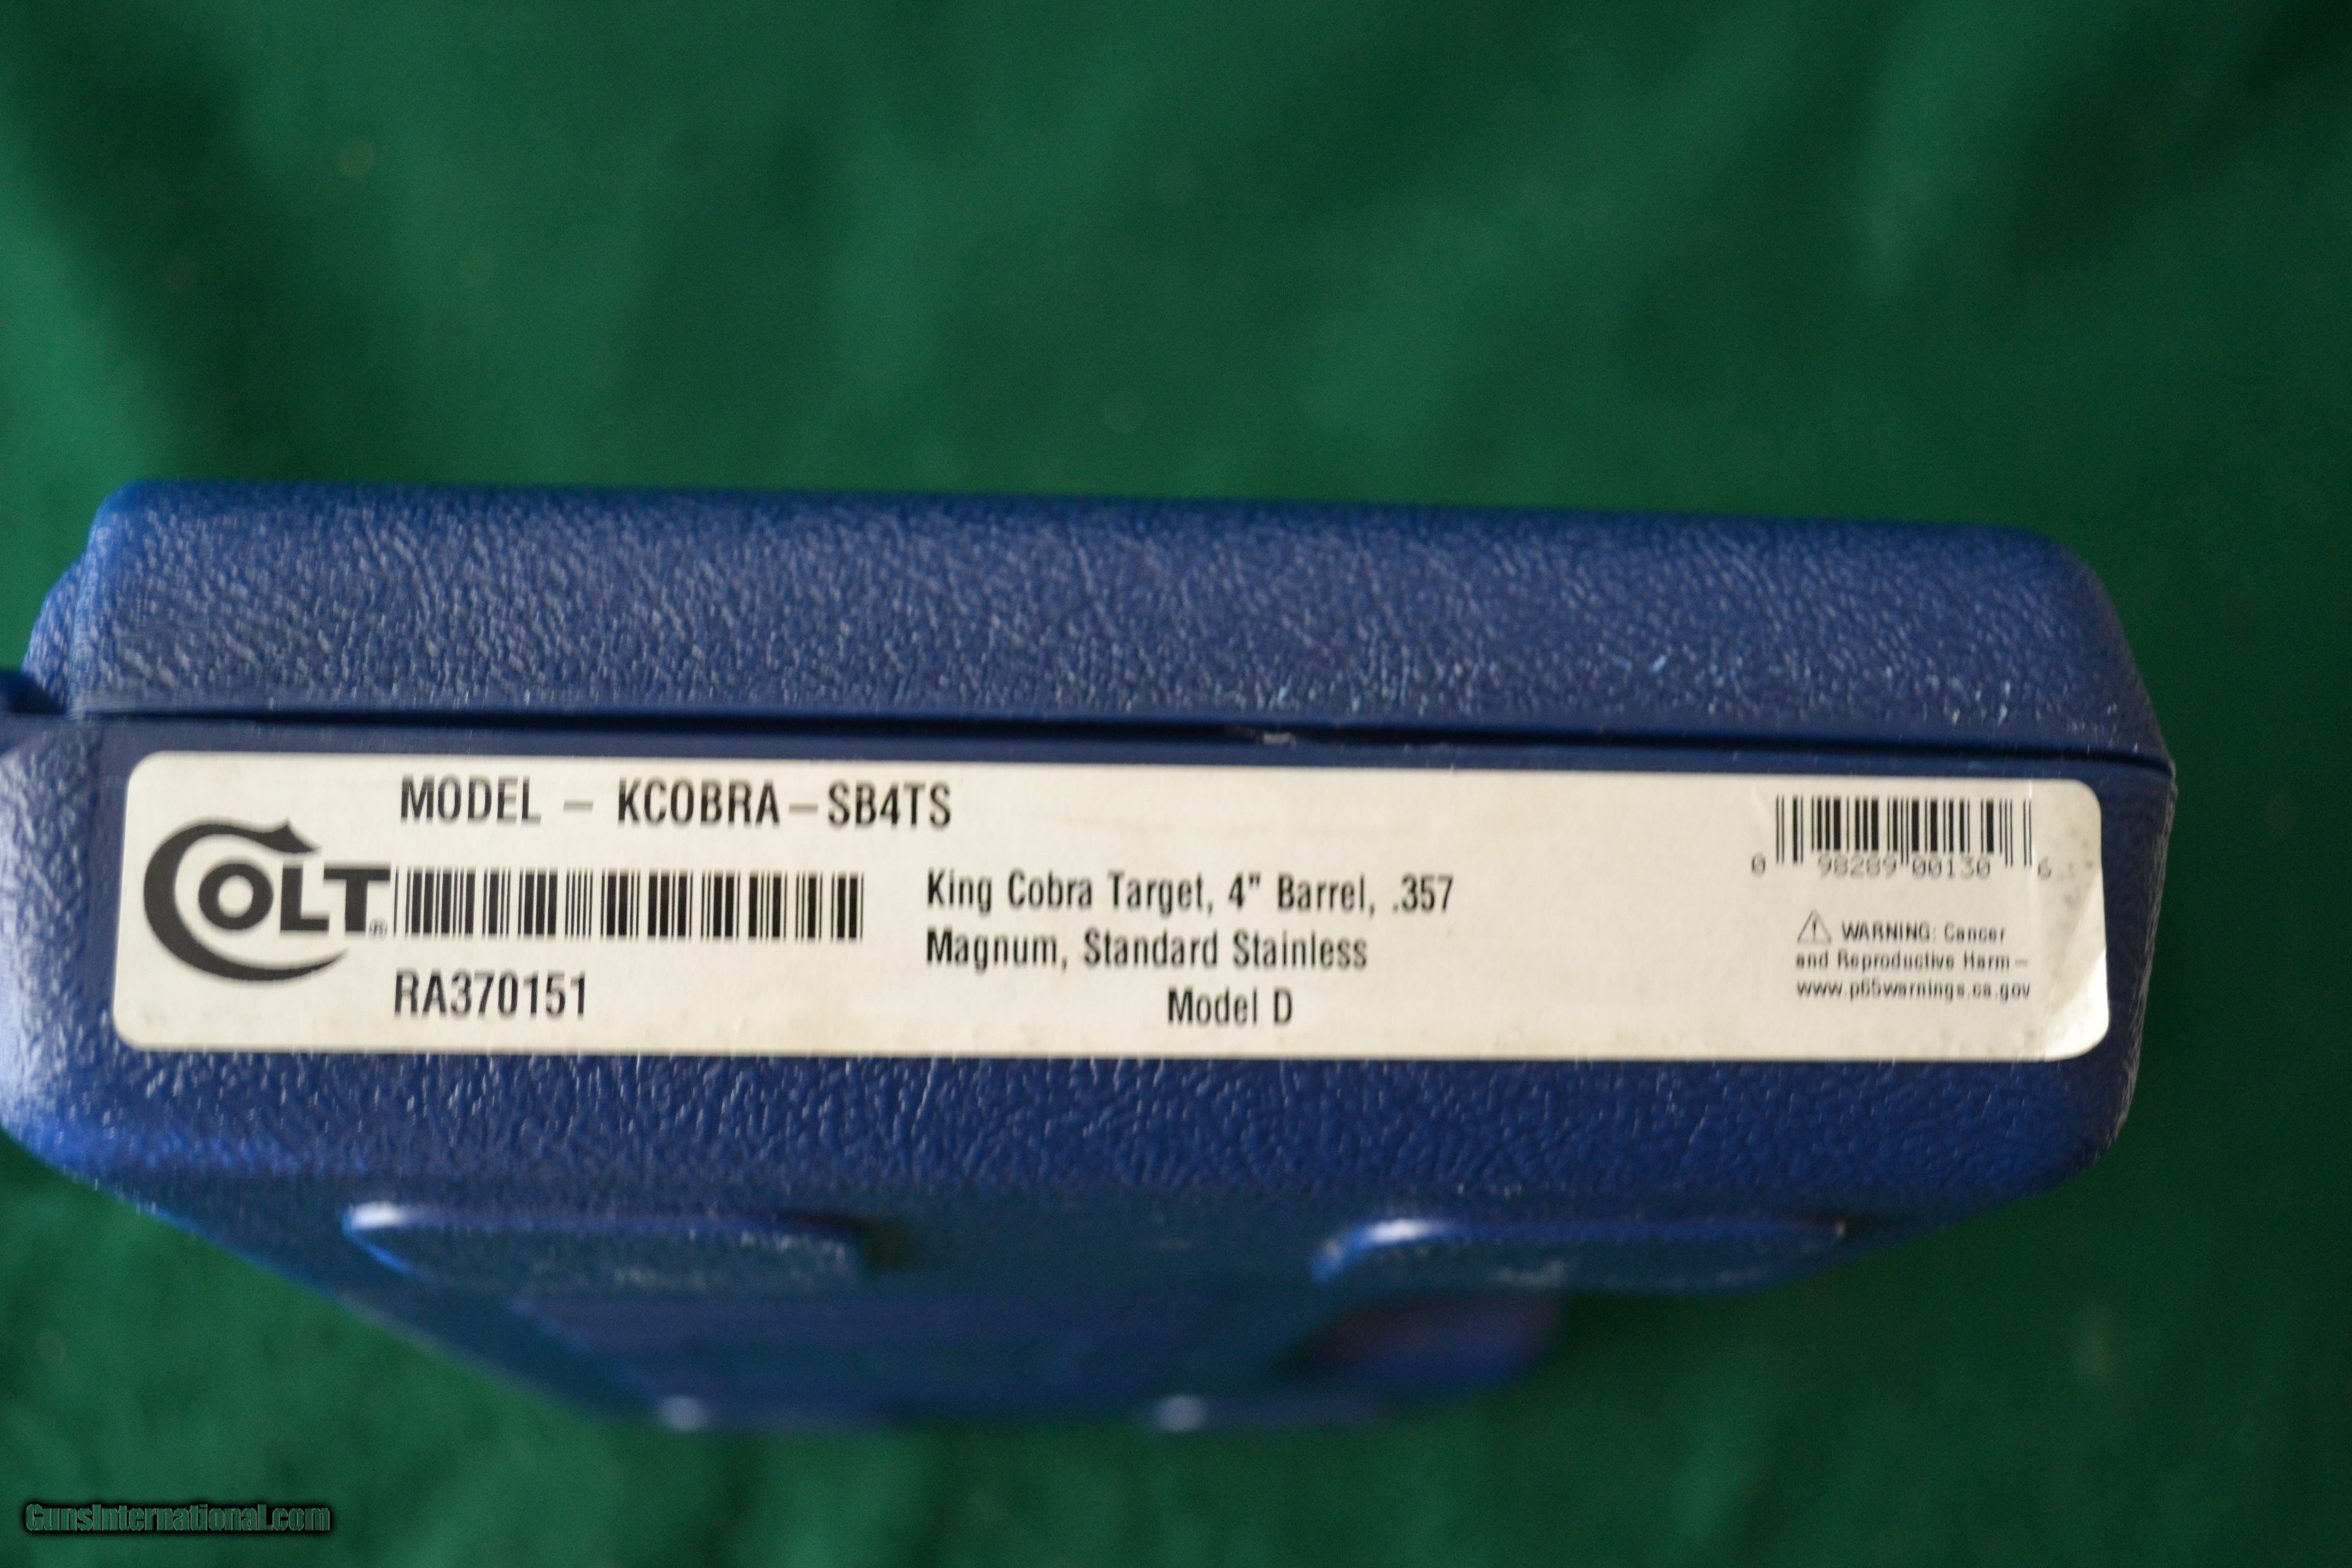 MODEL – KCOBRA–SB4TS
COLT®
RA370151
King Cobra Target, 4" Barrel, .357
Magnum, Standard Stainless
Model D
0 98289 00130 6
⚠ WARNING: Cancer
and Reproductive Harm–
www.p65warnings.ca.gov
GunsInternational.com